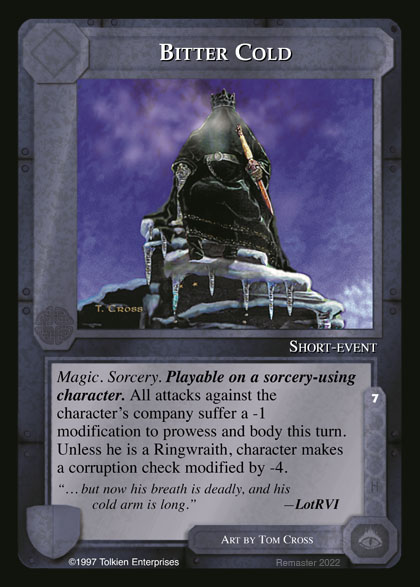 Bitter Cold
T. Cross
Short-event
Magic. Sorcery. Playable on a sorcery-using
character. All attacks against the
character's company suffer a -1
modification to prowess and body this turn.
Unless he is a Ringwraith, character makes
a corruption check modified by -4.
7
H
“… but now his breath is deadly, and his
cold arm is long.” –LotRVI
Art by Tom Cross
©1997 Tolkien Enterprises
Remaster 2022